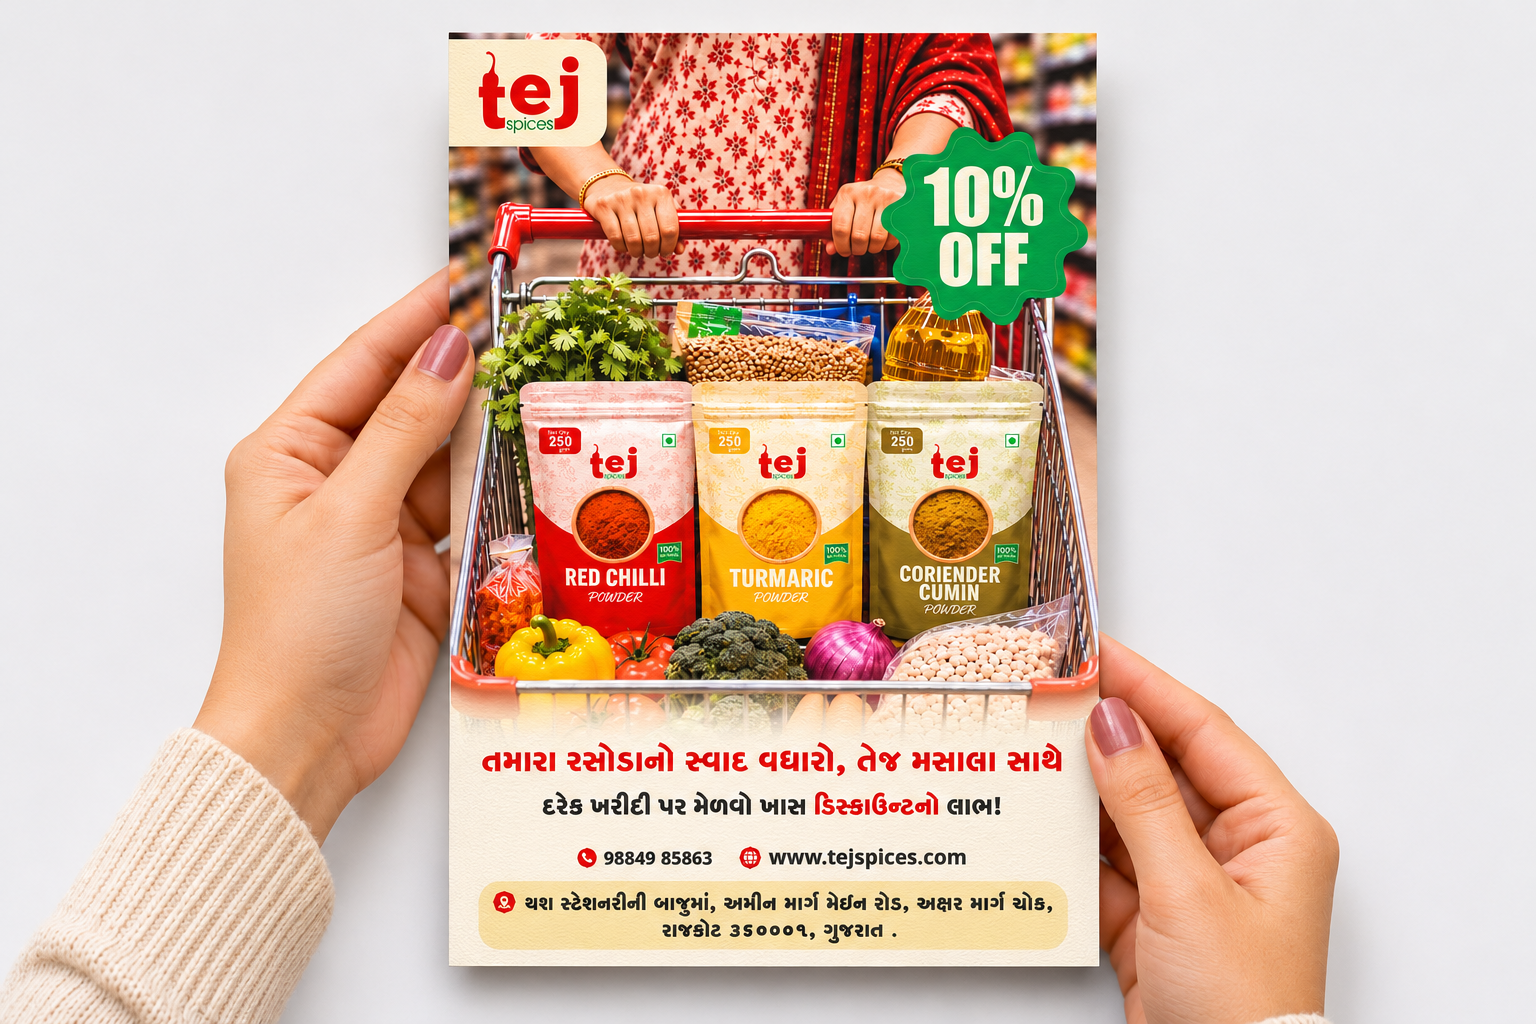 tej
spices
10%
OFF
250
tej
spices
100%
RED CHILLI
POWDER
250
tej
spices
100%
TURMARIC
POWDER
250
tej
spices
100%
CORIENDER
CUMIN
POWDER
તમારા રસોડાનો સ્વાદ વધારો, તેજ મસાલા સાથે
દરેક ખરીદી પર મેળવો ખાસ ડિસ્કાઉન્ટનો લાભ!
98849 85863 www.tejspices.com
યશ સ્ટેશનરીની બાજુમાં, અમીન માર્ગ મેઈન રોડ, અક્ષર માર્ગ ચોક,
રાજકોટ ૩૬૦૦૦૧, ગુજરાત .